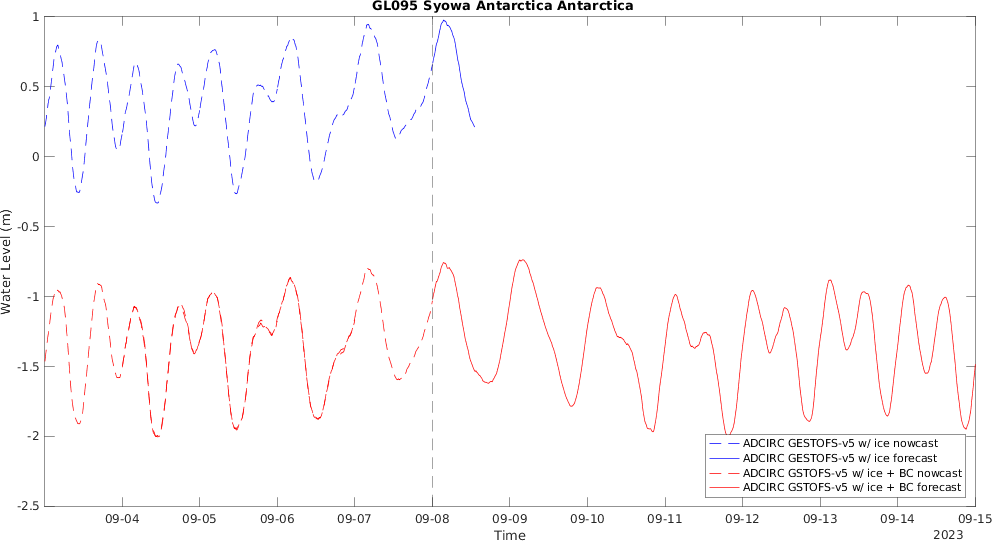 GL095 Syowa Antarctica Antarctica
1
0.5
0
-0.5
-1
-1.5
-2
-2.5
Water Level (m)
ADCIRC GESTOFS-v5 w/ ice nowcast
ADCIRC GESTOFS-v5 w/ ice forecast
ADCIRC GSTOFS-v5 w/ ice + BC nowcast
ADCIRC GSTOFS-v5 w/ ice + BC forecast
09-04 09-05 09-06 09-07 09-08 09-09 09-10 09-11 09-12 09-13 09-14 09-15
Time
2023